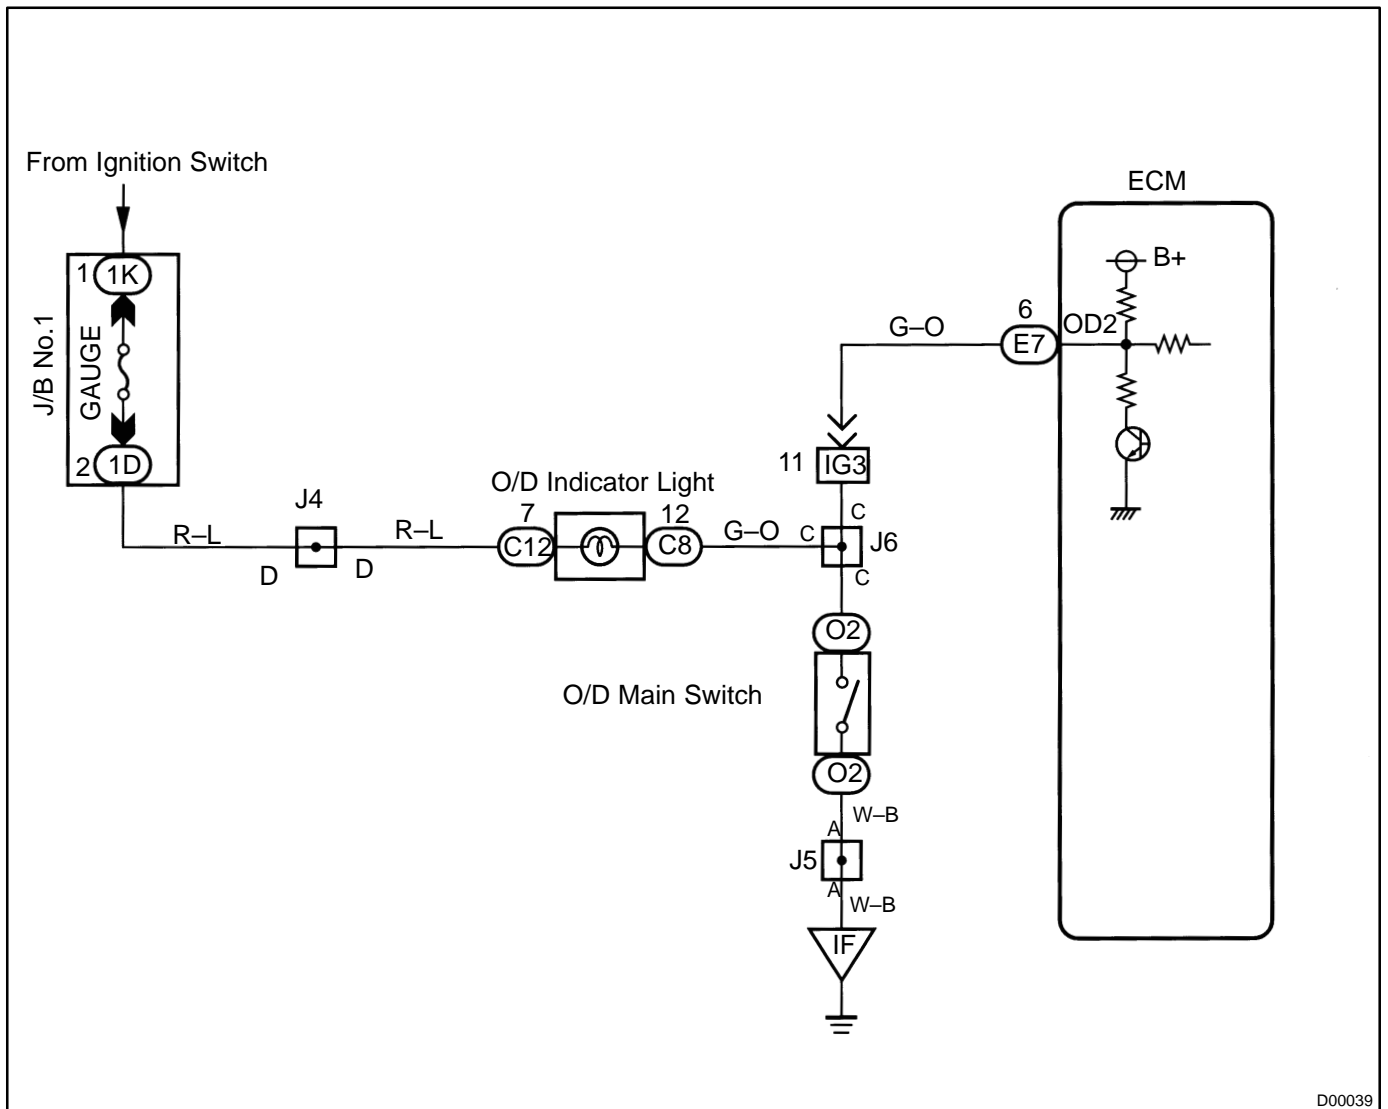 From Ignition Switch
1
1K
J/B No.1
GAUGE
2
1D
R–L
J4
D
D
R–L
O/D Indicator Light
7
C12
12
C8
G–O
C
C
J6
C
11
IG3
G–O
6
E7
OD2
ECM
B+
O2
O/D Main Switch
O2
W–B
A
J5
A
W–B
IF
D00039